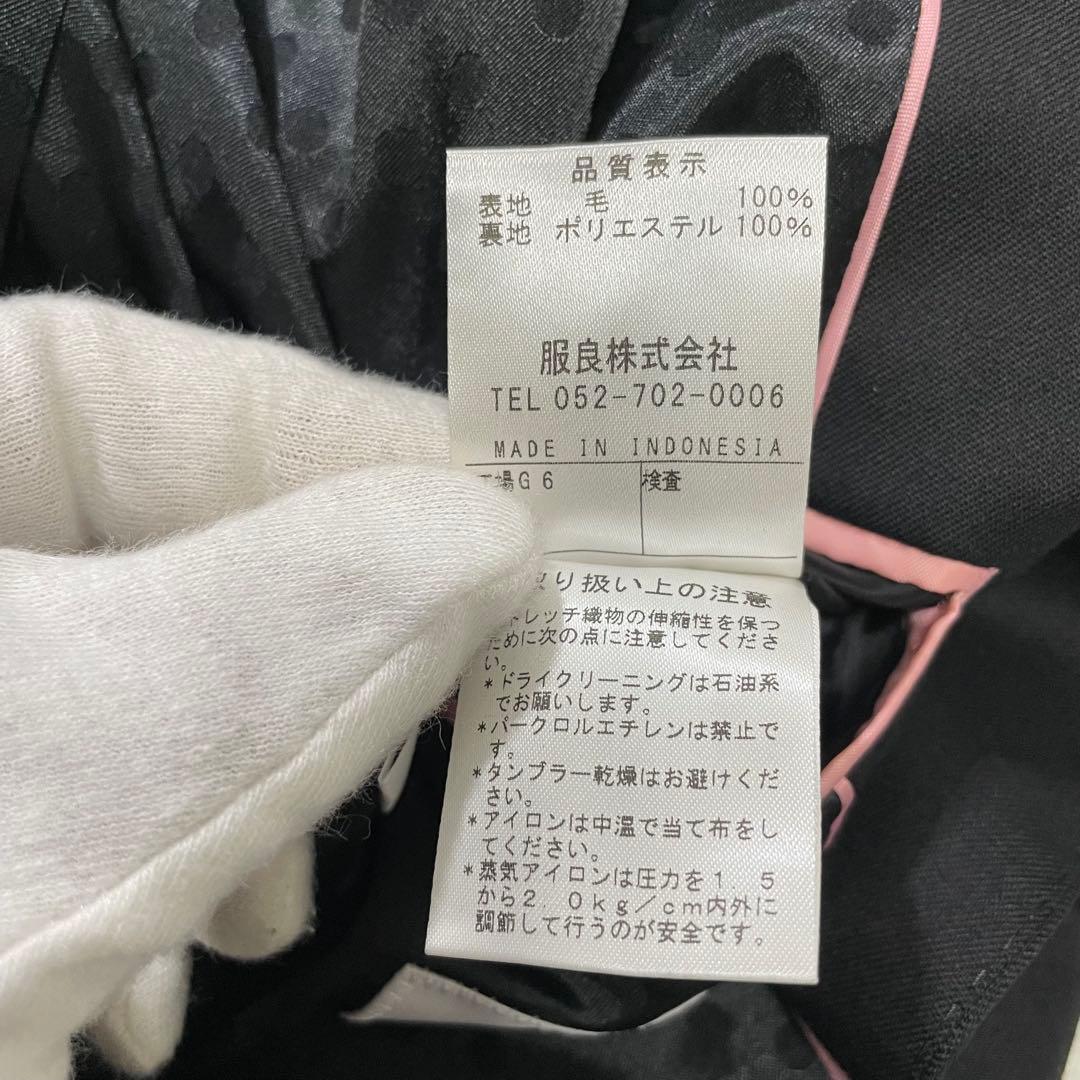 品質表示
表地 毛 100%
裏地 ポリエステル 100%
服良株式会社
TEL 052-702-0006
MADE IN INDONESIA
場G6 検査
り扱い上の注意
トレッチ織物の伸縮性を保つ
ために次の点に注意してくださ
い。
*ドライクリーニングは石油系
でお願いします。
*パークロルエチレンは禁止で
す。
*タンブラー乾燥はお避けくだ
さい。
*アイロンは中温で当て布をし
てください。
*蒸気アイロンは圧力を1.5
から2.0kg/cm内外に
調節して行うのが安全です。